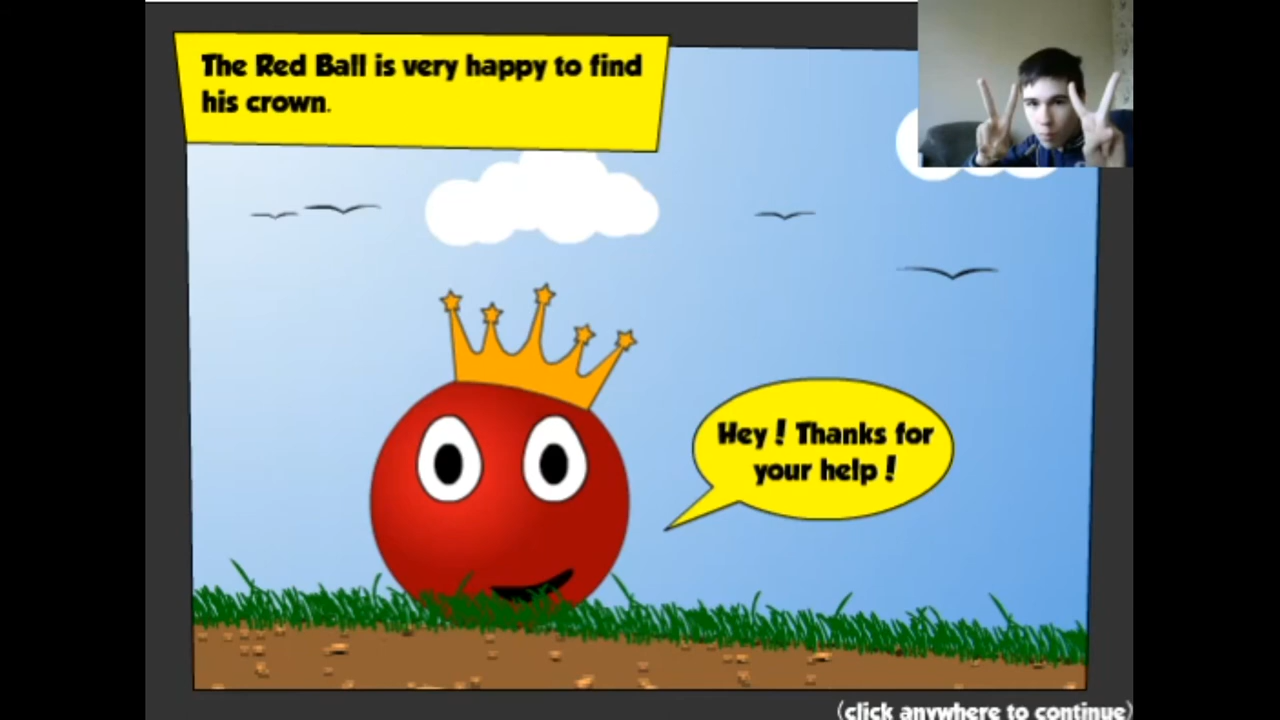 The Red Ball is very happy to find
his crown.
Hey! Thanks for
your help!
(click anywhere to continue)